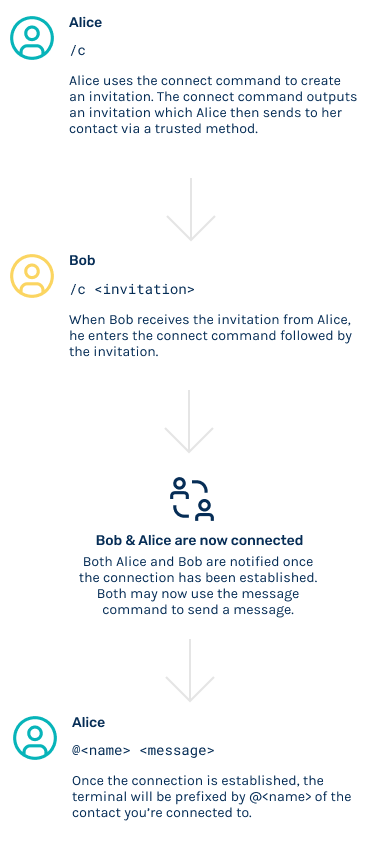 Alice
/c
Alice uses the connect command to create
an invitation. The connect command outputs
an invitation which Alice then sends to her
contact via a trusted method.
Bob
/c <invitation>
When Bob receives the invitation from Alice,
he enters the connect command followed by
the invitation.
Bob & Alice are now connected
Both Alice and Bob are notified once
the connection has been established.
Both may now use the message
command to send a message.
Alice
@<name> <message>
Once the connection is established, the
terminal will be prefixed by @<name> of the
contact you’re connected to.